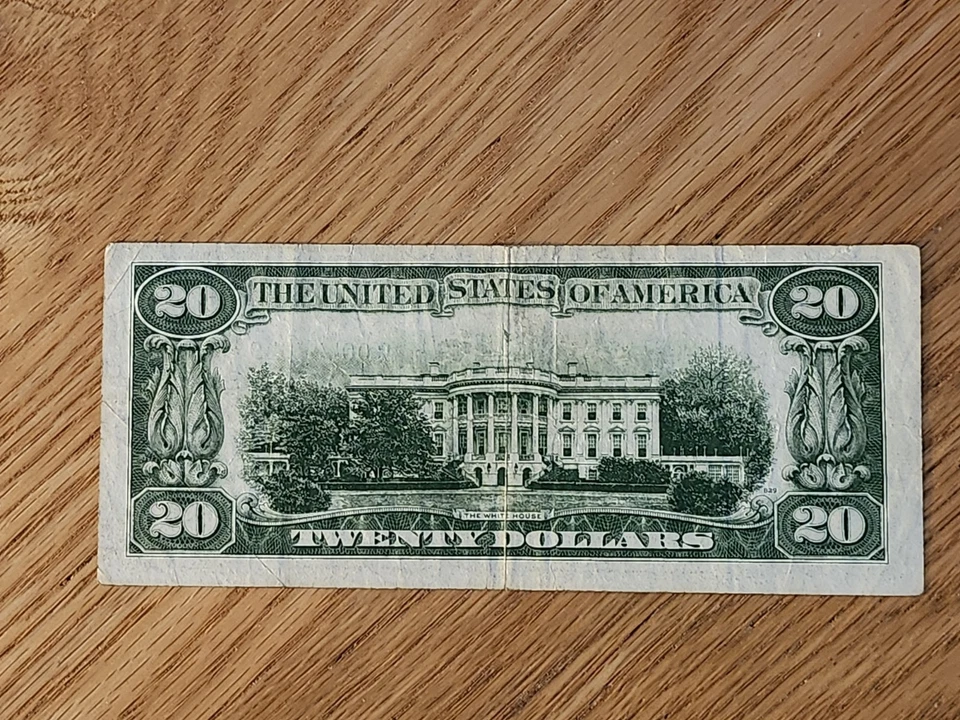 20 THE UNITED STATES OF AMERICA 20
THE WHITE HOUSE
20 TWENTY DOLLARS 20